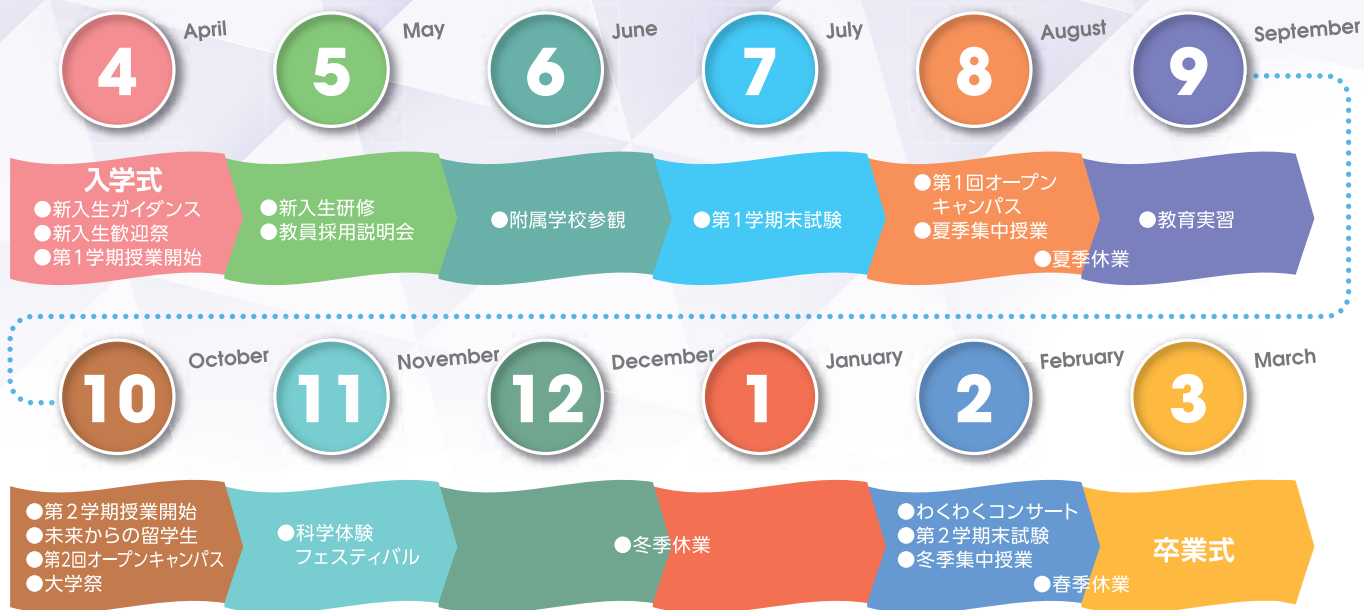 4 April
5 May
6 June
7 July
8 August
9 September
入学式
●新入生ガイダンス
●新入生歓迎祭
●第1学期授業開始
●新入生研修
●教員採用説明会
●附属学校参観
●第1学期末試験
●第1回オープン
キャンパス
●夏季集中授業
●夏季休業
●教育実習
10 October
11 November
12 December
1 January
2 February
3 March
●第2学期授業開始
●未来からの留学生
●第2回オープンキャンパス
●大学祭
●科学体験
フェスティバル
●冬季休業
●わくわくコンサート
●第2学期末試験
●冬季集中授業
●春季休業
卒業式